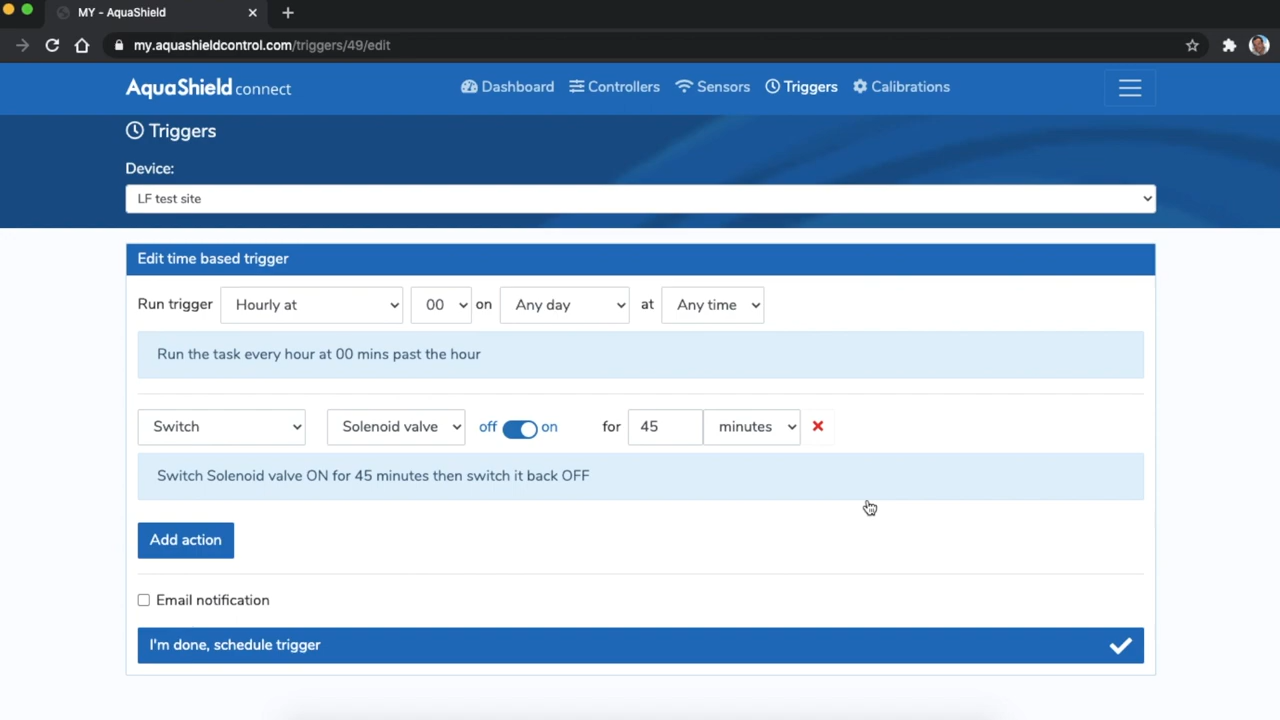 MY - AquaShield
my.aquashieldcontrol.com/triggers/49/edit
AquaShield connect Dashboard Controllers Sensors Triggers Calibrations
Triggers
Device:
LF test site
Edit time based trigger
Run trigger Hourly at 00 on Any day at Any time
Run the task every hour at 00 mins past the hour
Switch Solenoid valve off on for 45 minutes
Switch Solenoid valve ON for 45 minutes then switch it back OFF
Add action
Email notification
I'm done, schedule trigger